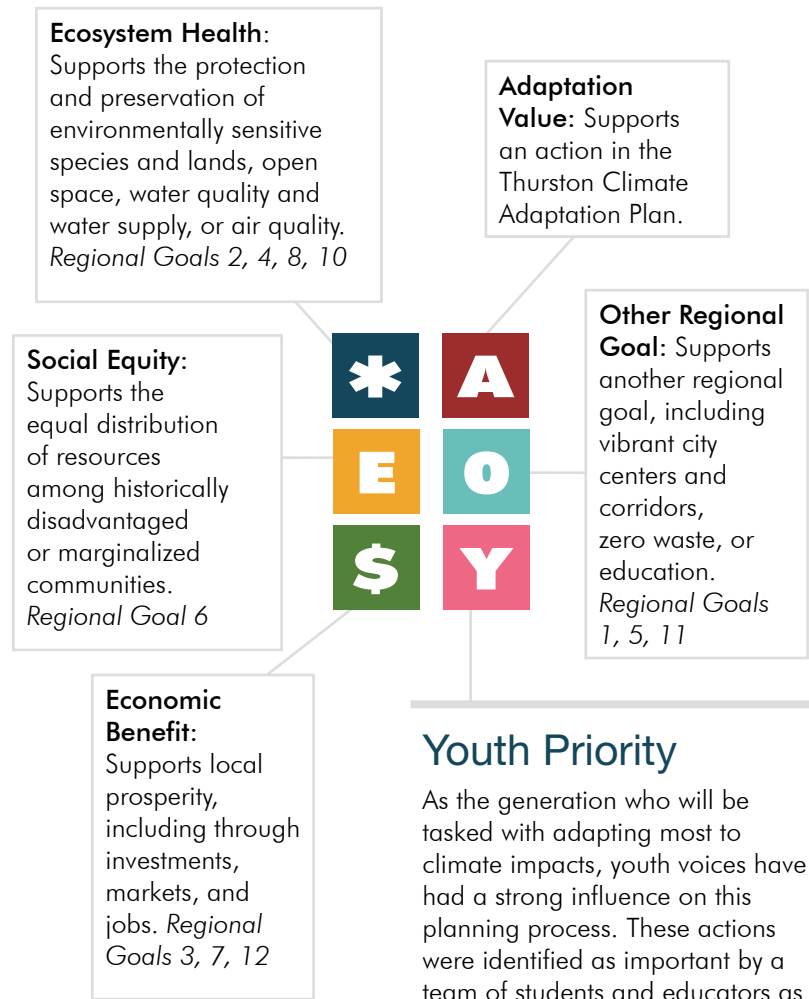 Ecosystem Health:
Supports the protection
and preservation of
environmentally sensitive
species and lands, open
space, water quality and
water supply, or air quality.
Regional Goals 2, 4, 8, 10
Adaptation
Value: Supports
an action in the
Thurston Climate
Adaptation Plan.
Social Equity:
Supports the
equal distribution
of resources
among historically
disadvantaged
or marginalized
communities.
Regional Goal 6
* A
E O
$ Y
Other Regional
Goal: Supports
another regional
goal, including
vibrant city
centers and
corridors,
zero waste, or
education.
Regional Goals
1, 5, 11
Economic
Benefit:
Supports local
prosperity,
including through
investments,
markets, and
jobs. Regional
Goals 3, 7, 12
Youth Priority
As the generation who will be
tasked with adapting most to
climate impacts, youth voices have
had a strong influence on this
planning process. These actions
were identified as important by a
team of students and educators as